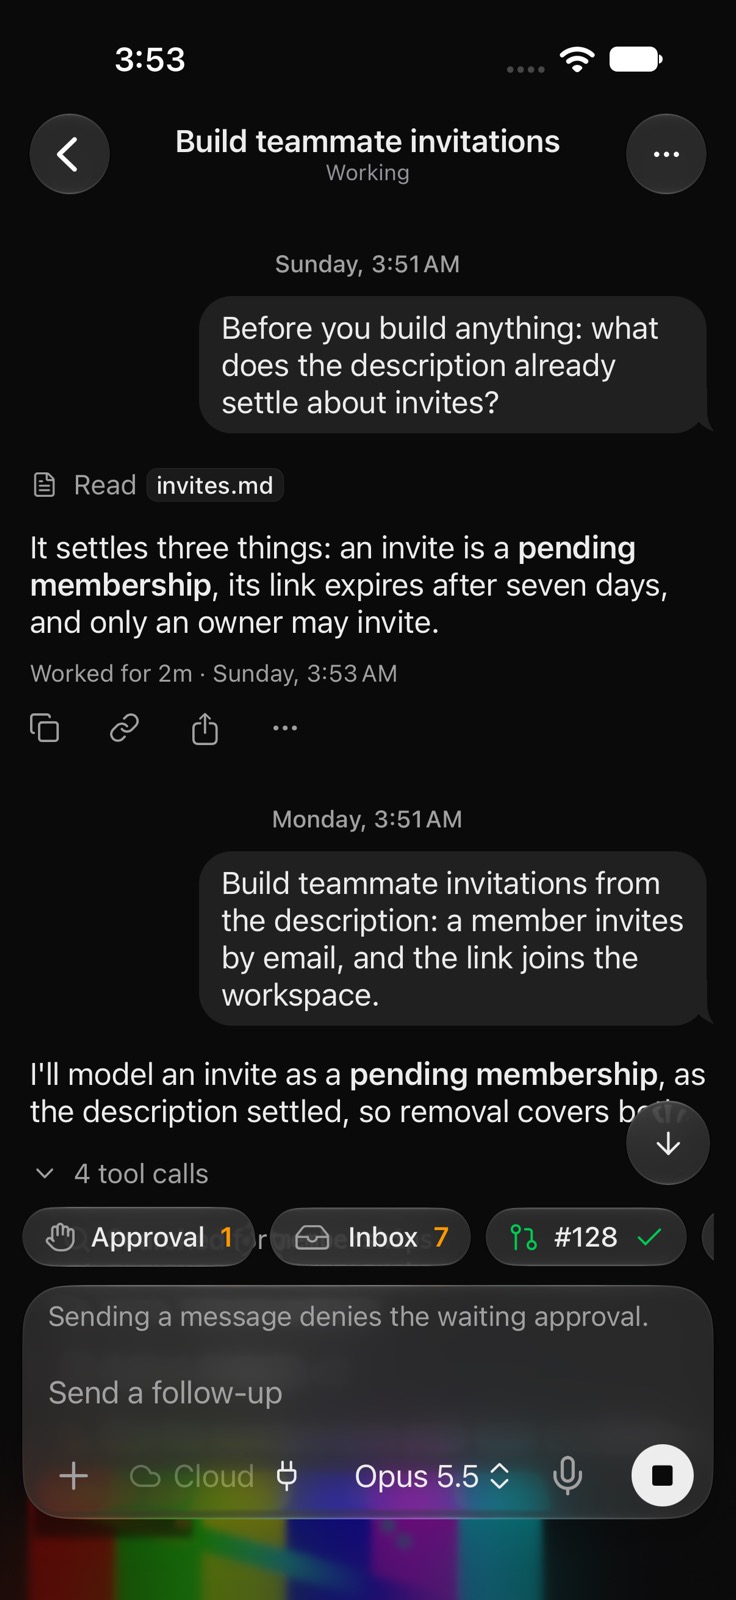 3:53
Build teammate invitations
Working
Sunday, 3:51 AM
Before you build anything: what
does the description already
settle about invites?
Read invites.md
It settles three things: an invite is a pending
membership, its link expires after seven days,
and only an owner may invite.
Worked for 2m · Sunday, 3:53 AM
Monday, 3:51 AM
Build teammate invitations from
the description: a member invites
by email, and the link joins the
workspace.
I'll model an invite as a pending membership, as
the description settled, so removal covers
4 tool calls
Approval 1
Inbox 7
#128
Sending a message denies the waiting approval.
Send a follow-up
Cloud
Opus 5.5